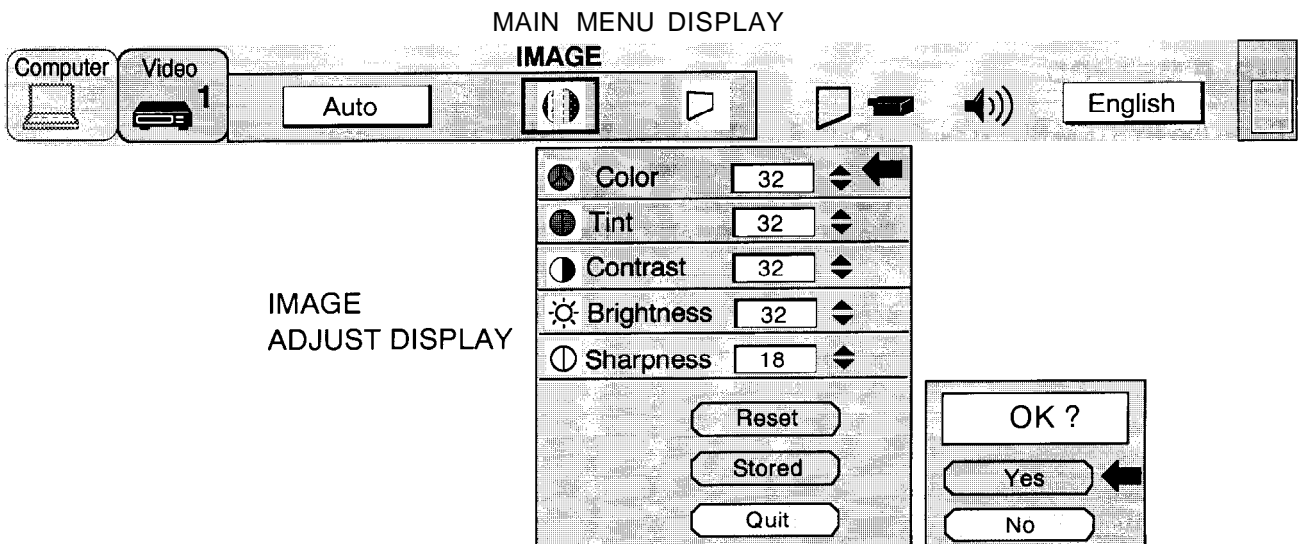 MAIN MENU DISPLAY
IMAGE
Computer
Video
1
Auto
English
Color 32
Tint 32
Contrast 32
IMAGE
ADJUST DISPLAY
Brightness 32
Sharpness 18
Reset
Stored
Quit
OK ?
Yes
No